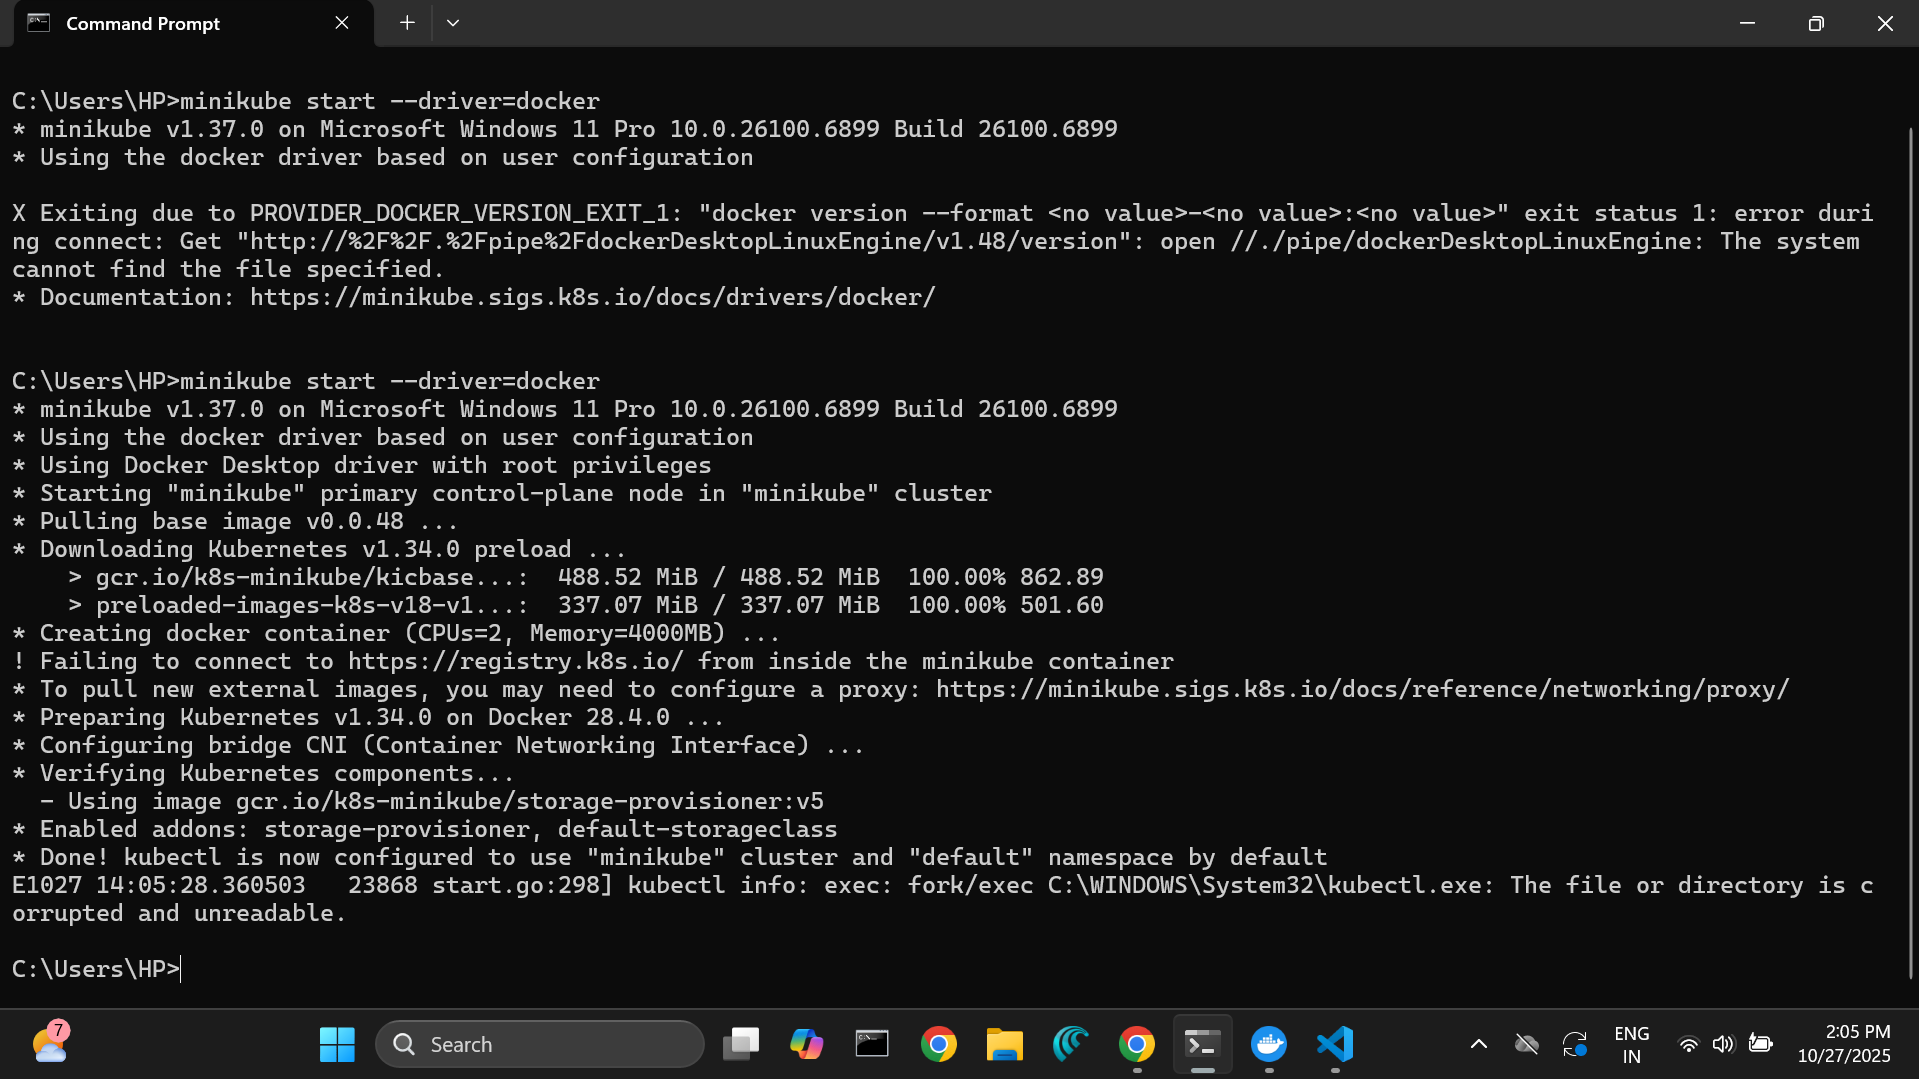 Command Prompt
C:\Users\HP>minikube start --driver=docker
* minikube v1.37.0 on Microsoft Windows 11 Pro 10.0.26100.6899 Build 26100.6899
* Using the docker driver based on user configuration
X Exiting due to PROVIDER_DOCKER_VERSION_EXIT_1: "docker version --format <no value>-<no value>:<no value>" exit status 1: error duri
ng connect: Get "http://%2F%2F.%2Fpipe%2FdockerDesktopLinuxEngine/v1.48/version": open //./pipe/dockerDesktopLinuxEngine: The system
cannot find the file specified.
* Documentation: https://minikube.sigs.k8s.io/docs/drivers/docker/
C:\Users\HP>minikube start --driver=docker
* minikube v1.37.0 on Microsoft Windows 11 Pro 10.0.26100.6899 Build 26100.6899
* Using the docker driver based on user configuration
* Using Docker Desktop driver with root privileges
* Starting "minikube" primary control-plane node in "minikube" cluster
* Pulling base image v0.0.48 ...
* Downloading Kubernetes v1.34.0 preload ...
    > gcr.io/k8s-minikube/kicbase...:  488.52 MiB / 488.52 MiB  100.00% 862.89
    > preloaded-images-k8s-v18-v1...:  337.07 MiB / 337.07 MiB  100.00% 501.60
* Creating docker container (CPUs=2, Memory=4000MB) ...
! Failing to connect to https://registry.k8s.io/ from inside the minikube container
* To pull new external images, you may need to configure a proxy: https://minikube.sigs.k8s.io/docs/reference/networking/proxy/
* Preparing Kubernetes v1.34.0 on Docker 28.4.0 ...
* Configuring bridge CNI (Container Networking Interface) ...
* Verifying Kubernetes components...
  - Using image gcr.io/k8s-minikube/storage-provisioner:v5
* Enabled addons: storage-provisioner, default-storageclass
* Done! kubectl is now configured to use "minikube" cluster and "default" namespace by default
E1027 14:05:28.360503   23868 start.go:298] kubectl info: exec: fork/exec C:\WINDOWS\System32\kubectl.exe: The file or directory is c
orrupted and unreadable.
C:\Users\HP>
7
Search
ENG
IN
2:05 PM
10/27/2025